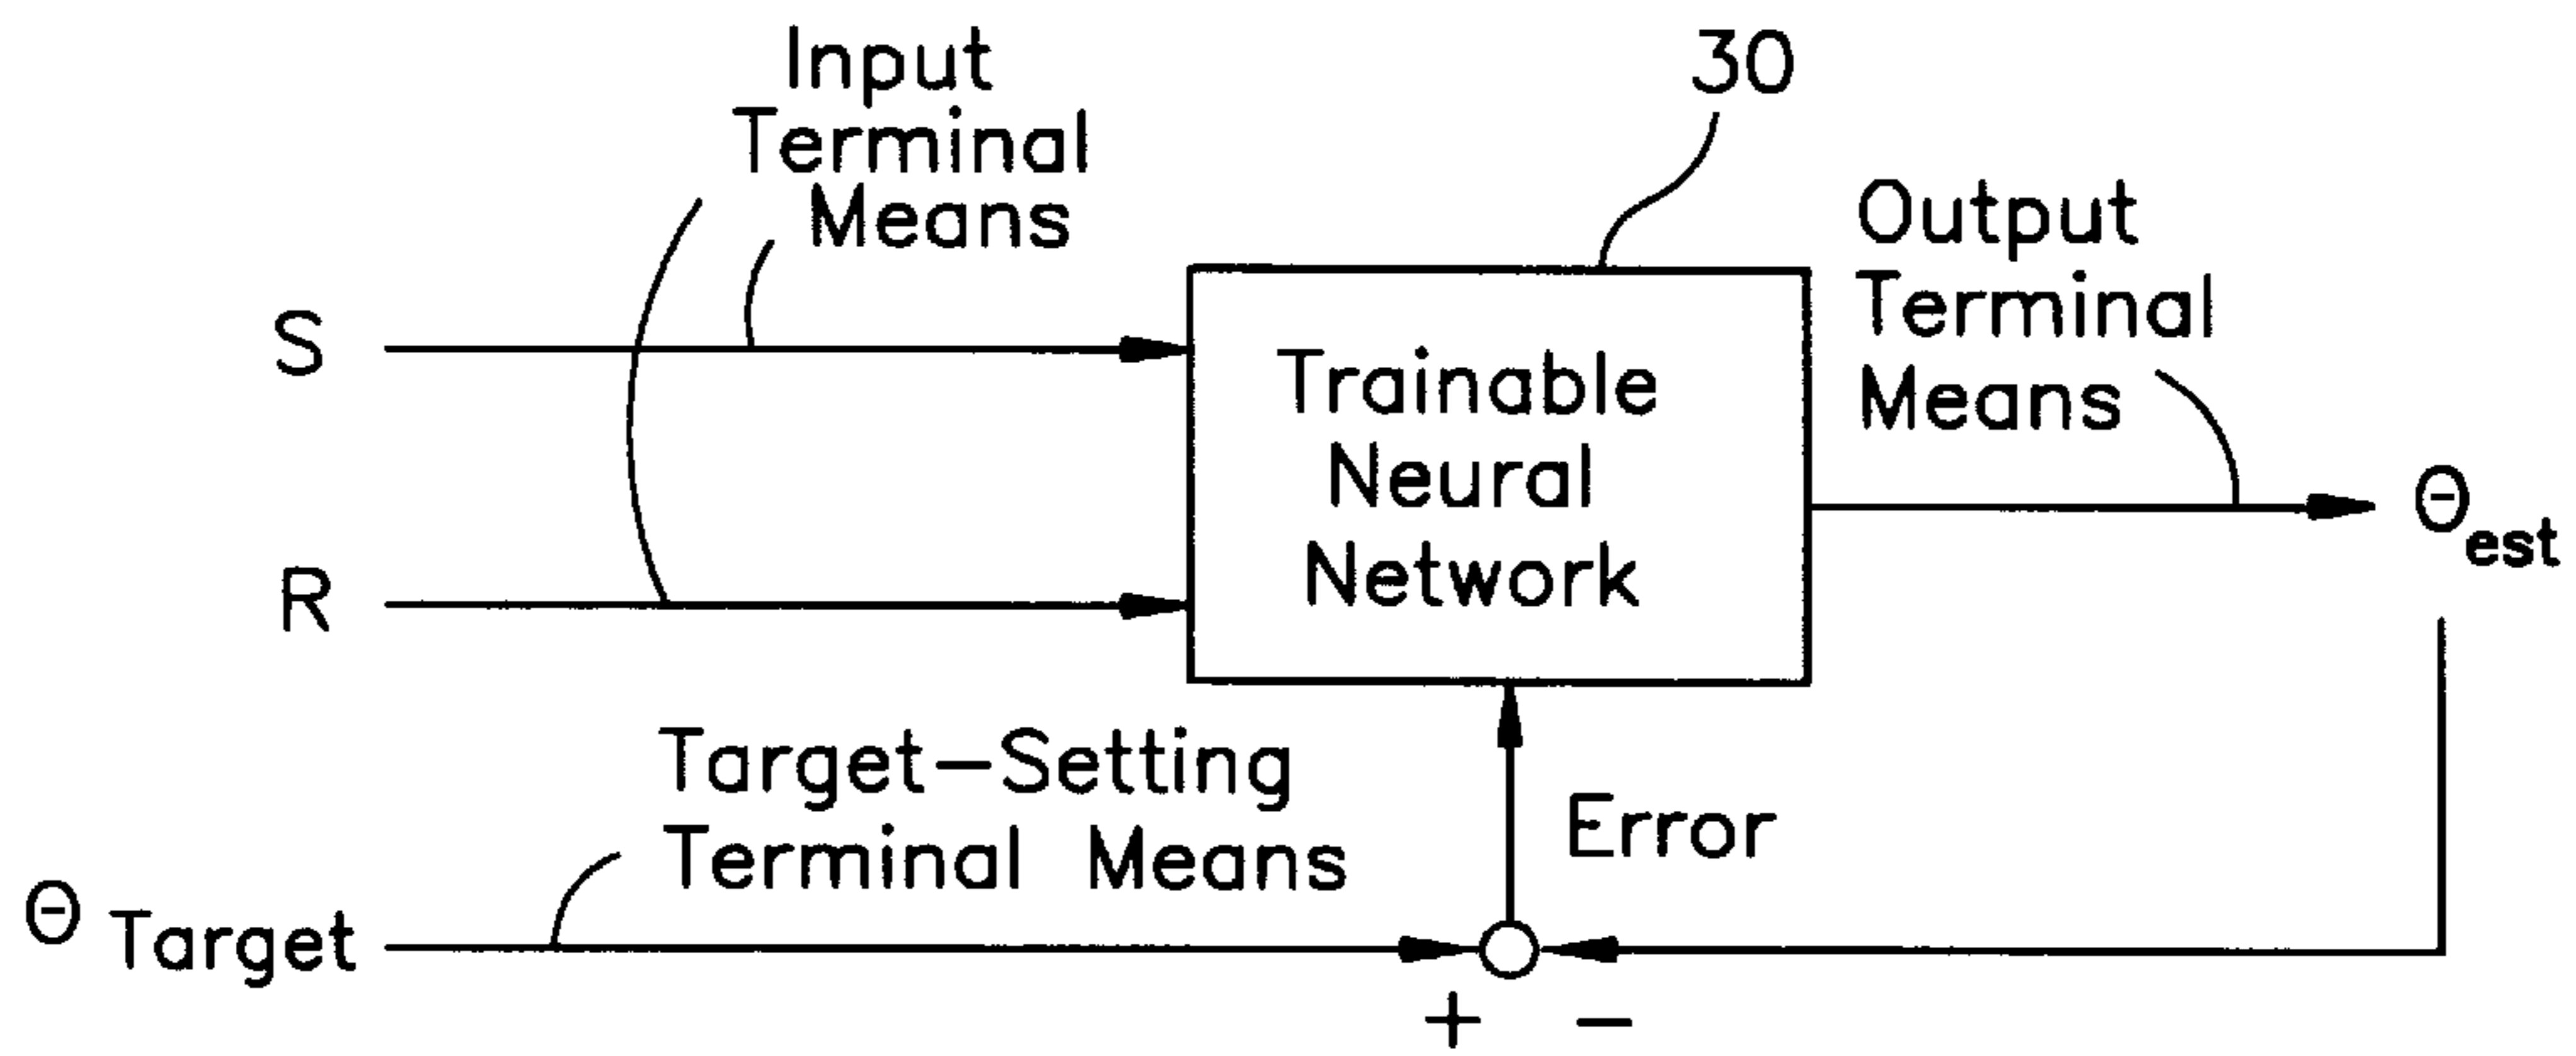 Input
Terminal
Means
30
Output
Terminal
Means
S
Trainable
Neural
Network
Θest
R
Target-Setting
Terminal Means
Error
Θ Target
+ -